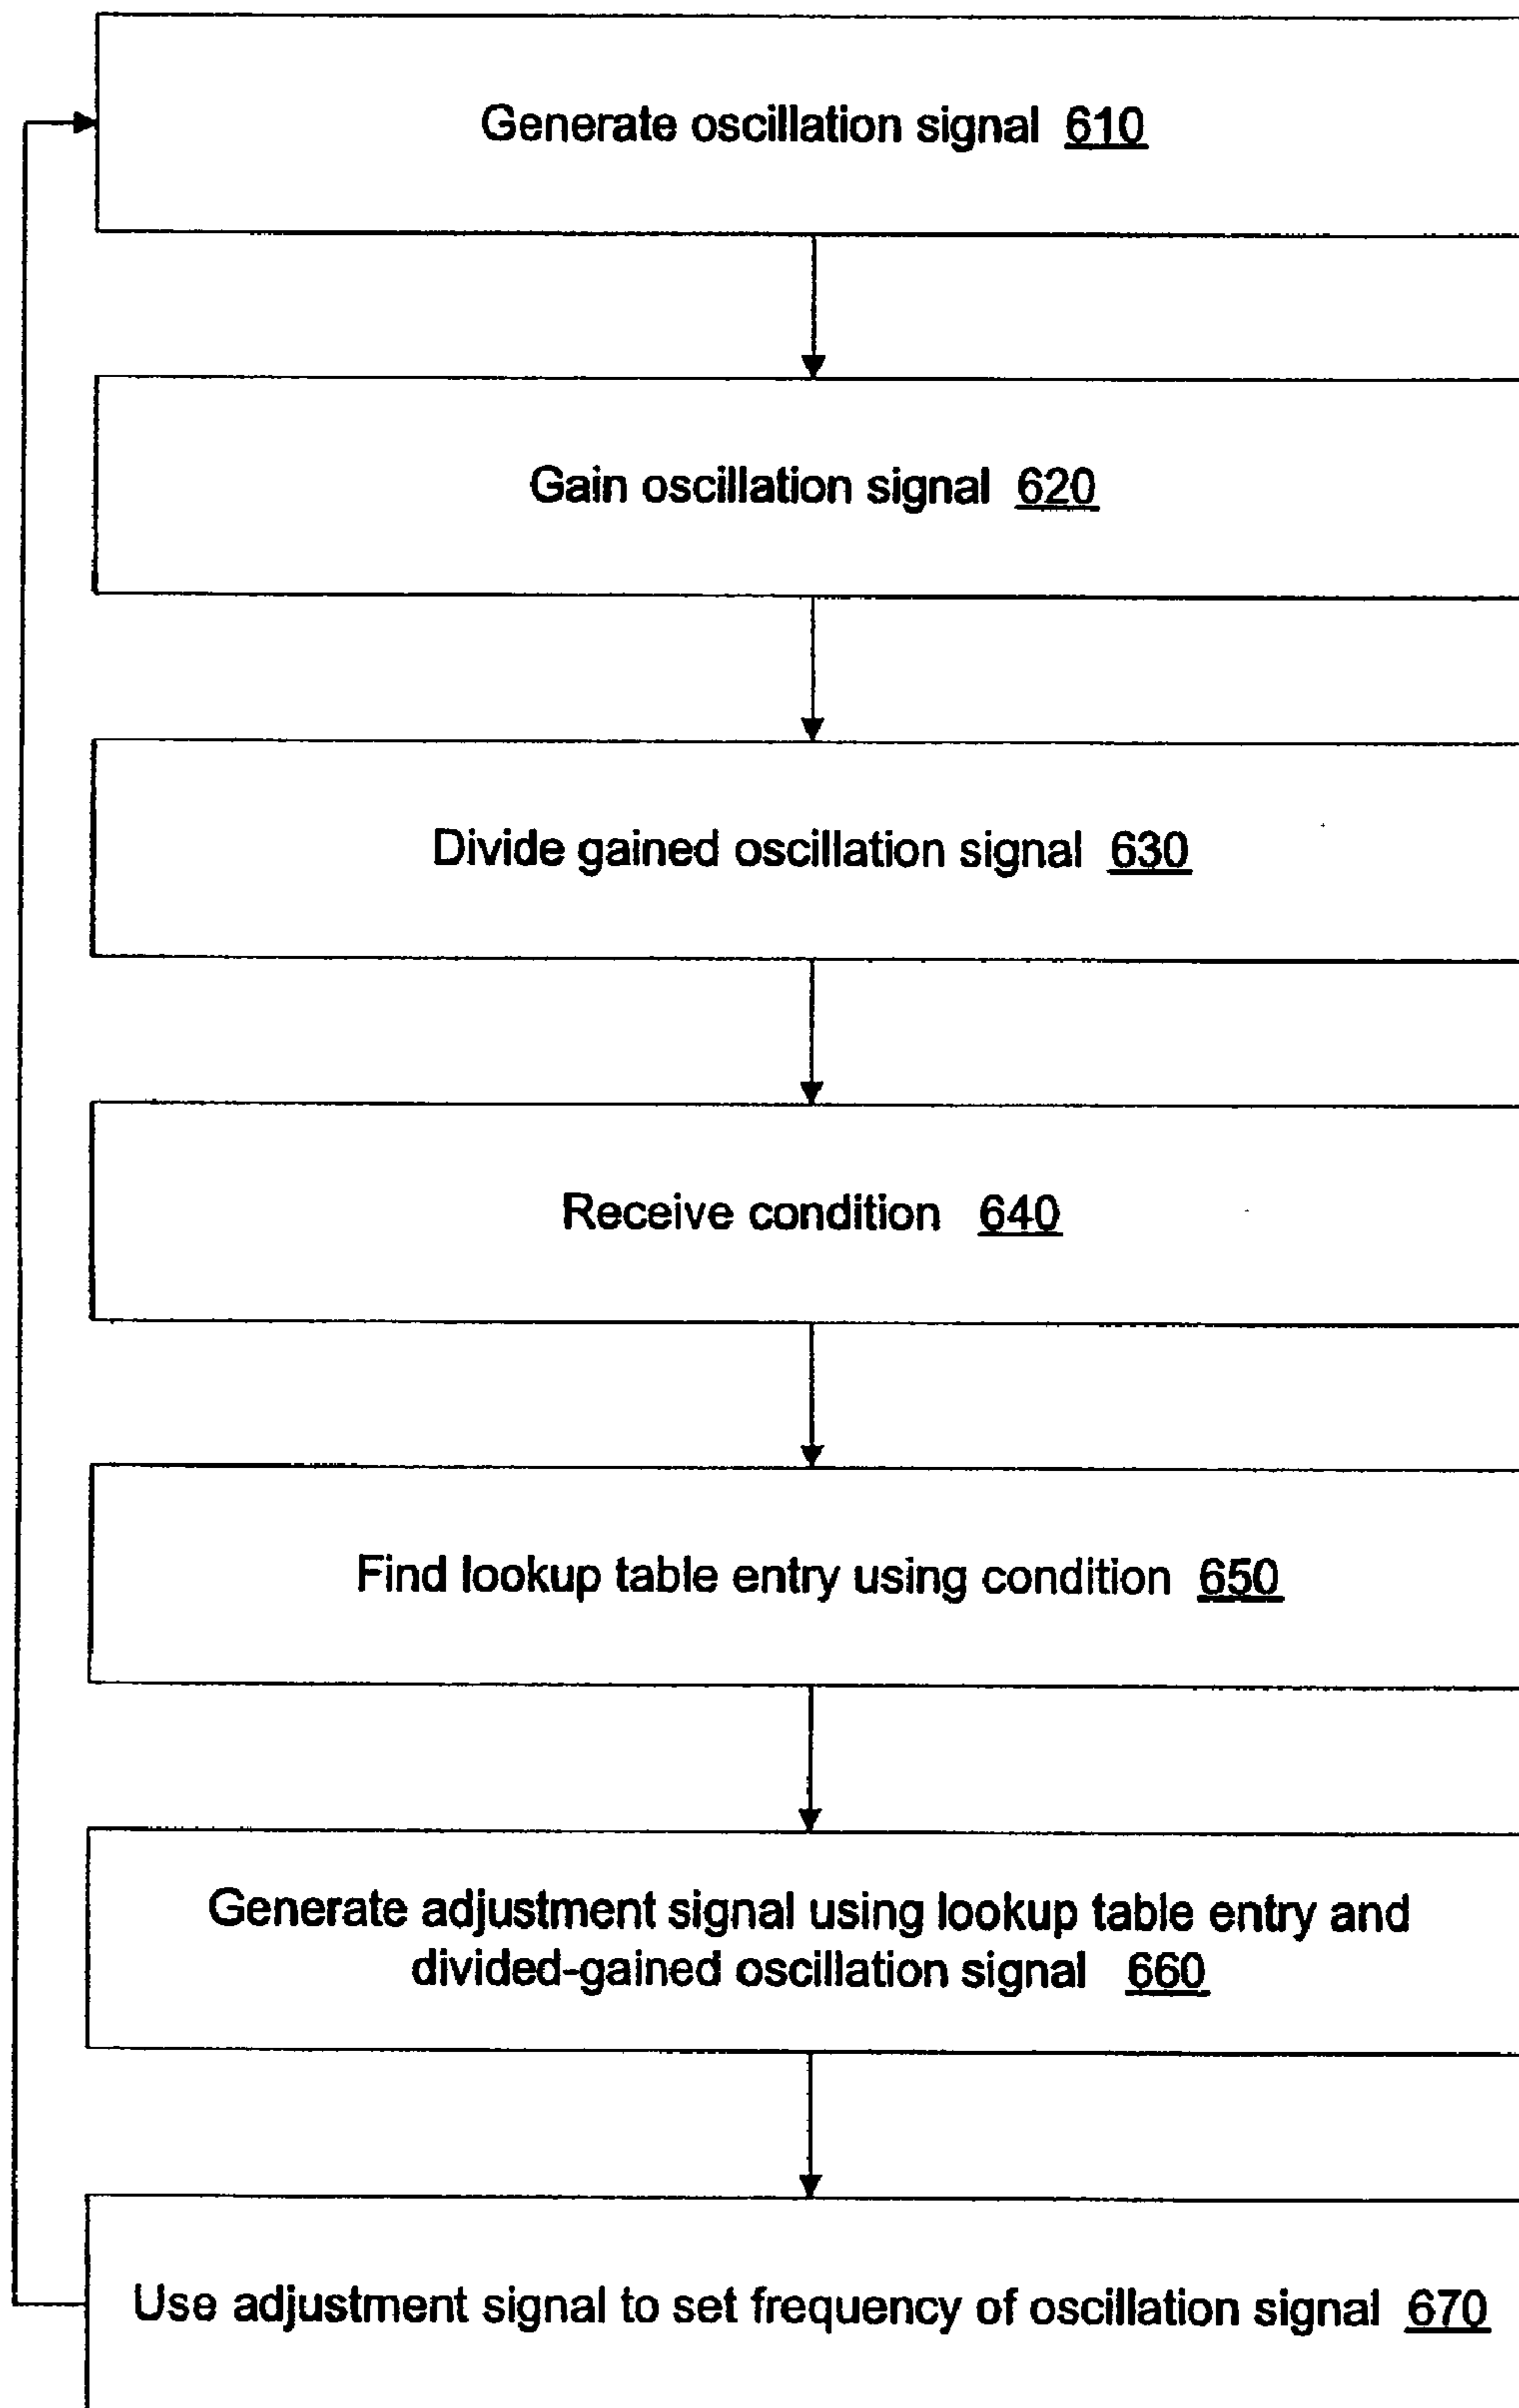 Generate oscillation signal 610
Gain oscillation signal 620
Divide gained oscillation signal 630
Receive condition 640
Find lookup table entry using condition 650
Generate adjustment signal using lookup table entry and
divided-gained oscillation signal 660
Use adjustment signal to set frequency of oscillation signal 670